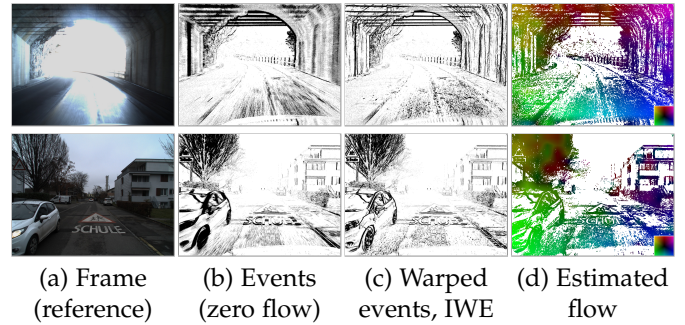 SCHULE
(a) Frame (b) Events (c) Warped (d) Estimated
(reference) (zero flow) events, IWE flow